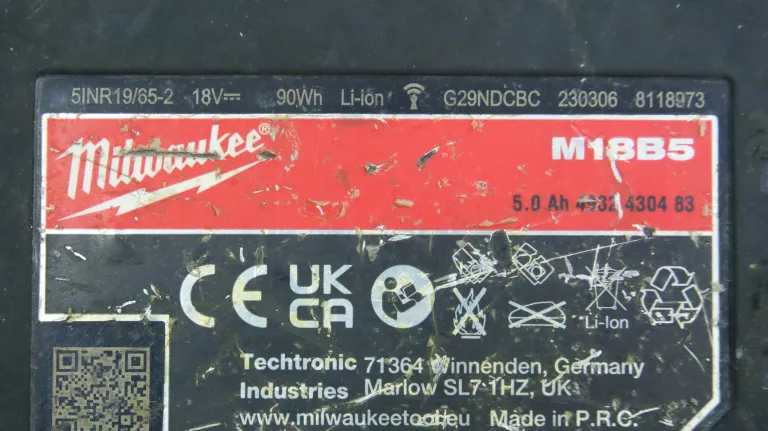 5INR19/65-2 18V⎓ 90Wh Li-ion G29NDCBC 230306 8118973
Milwaukee®
M18B5
5.0 Ah 4932 4304 83
CE UK CA
Li-Ion
Techtronic 71364 Winnenden, Germany
Industries Marlow SL7 1HZ, UK
www.milwaukeetool.eu Made in P.R.C.